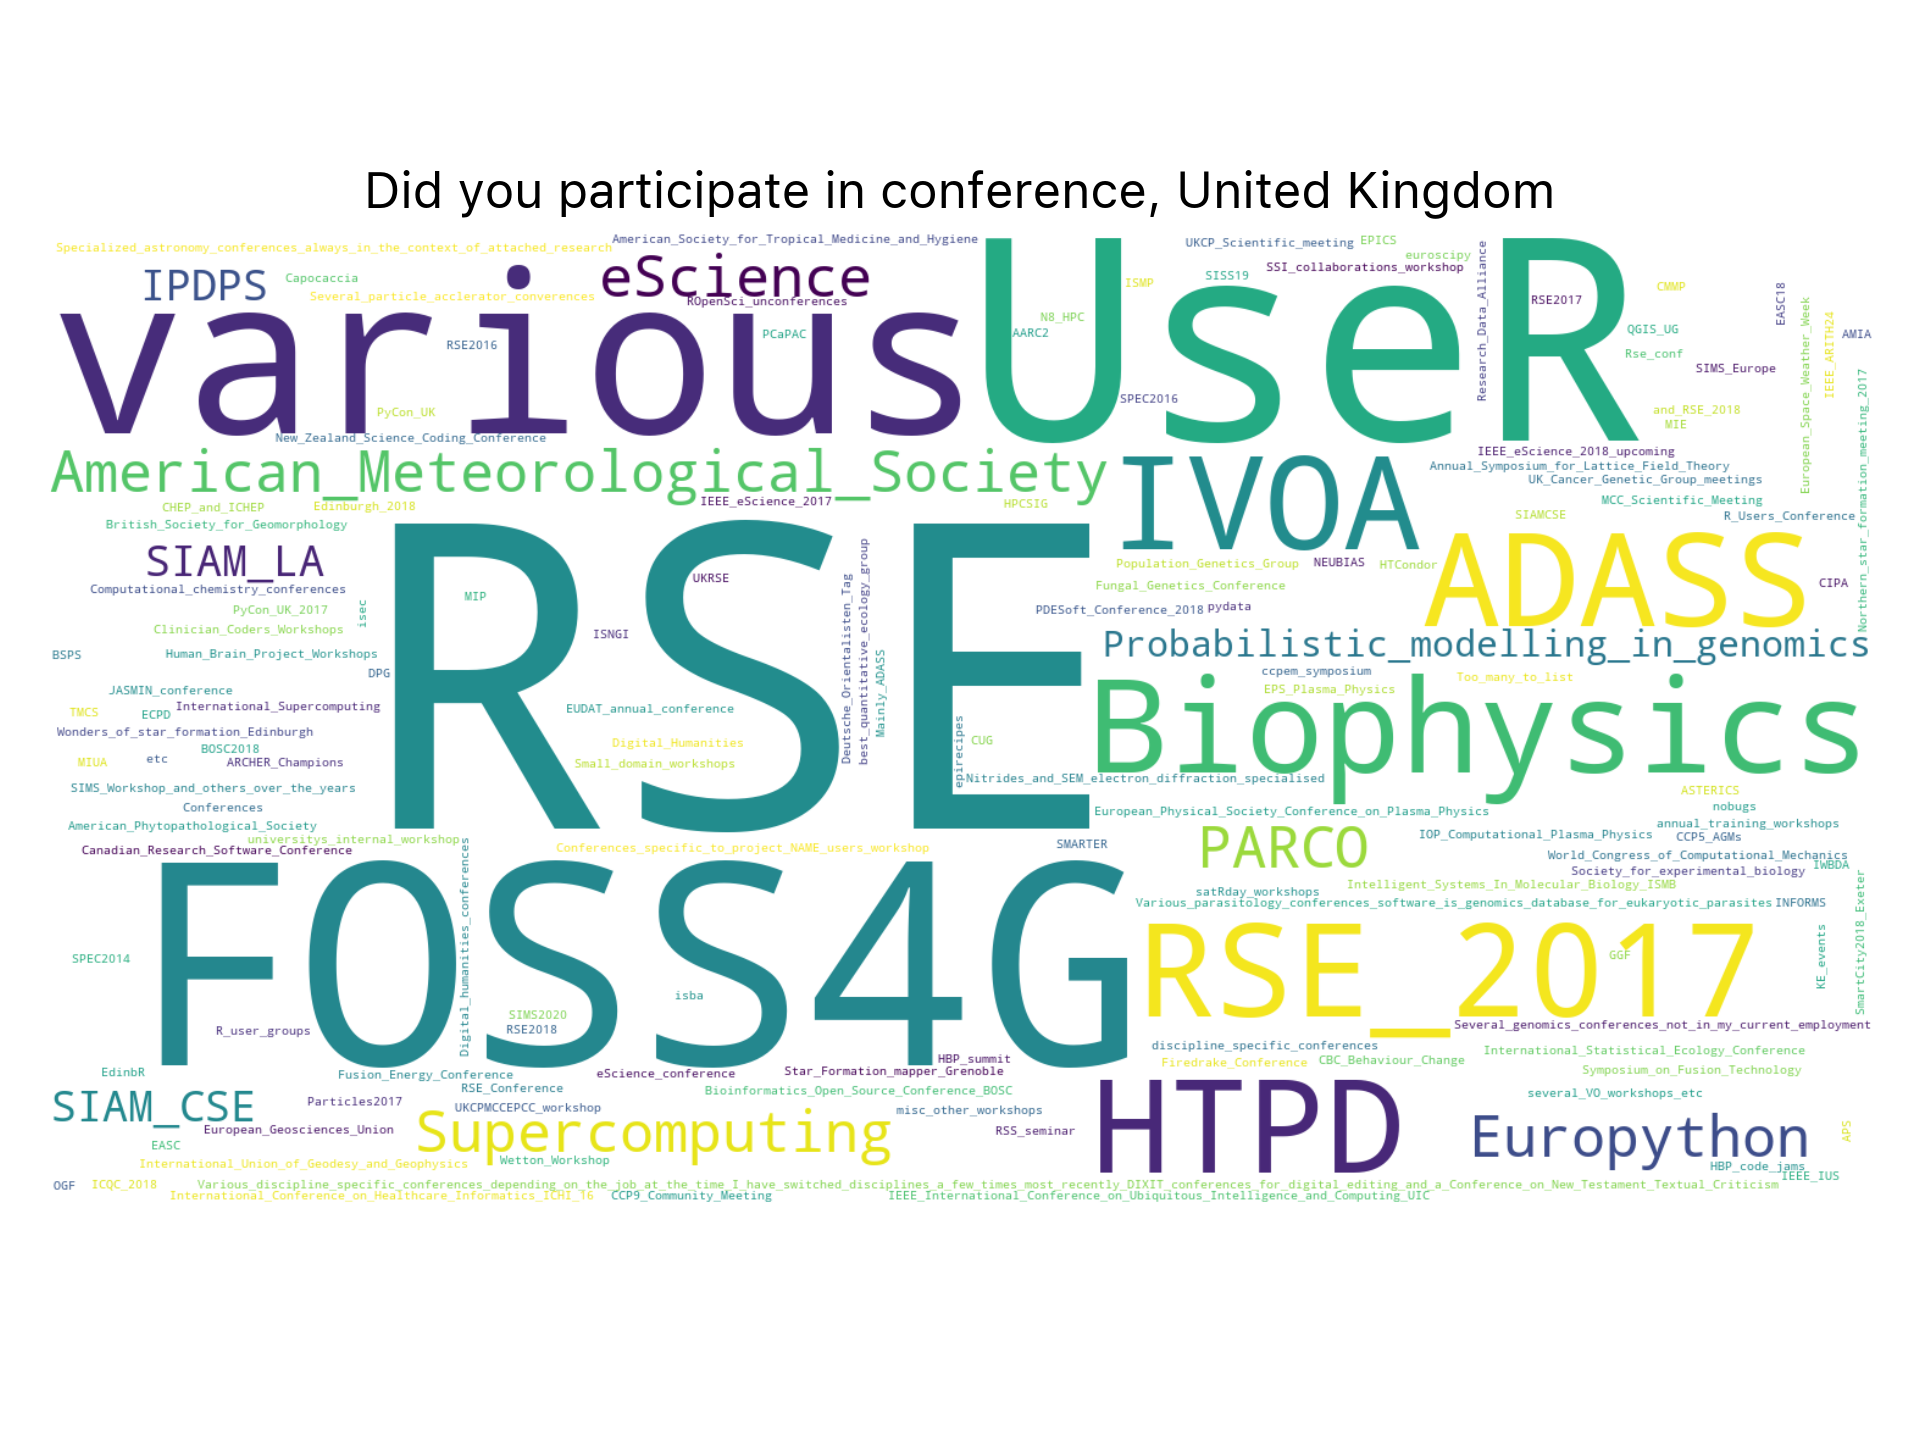 Did you participate in conference, United Kingdom
Specialized_astronomy_conferences_always_in_the_context_of_attached_research
American_Society_for_Tropical_Medicine_and_Hygiene
UKCP_Scientific_meeting
EPICS
euroscipy
IPDPS
Capocaccia
eScience
SSI_collaborations_workshop
SISS19
ISMP
Research_Data_Alliance
Several_particle_acclerator_converences
ROpenSci_unconferences
RSE2017
CMMP
EASC18
European_Space_Weather_Week
IEEE_ARITH24
AMIA
various
UseR
RSE2016
PCaPAC
N8_HPC
AARC2
QGIS_UG
Rse_conf
SIMS_Europe
Northern_star_formation_meeting_2017
PyCon_UK
SPEC2016
and_RSE_2018
MIE
New_Zealand_Science_Coding_Conference
American_Meteorological_Society
IEEE_eScience_2018_upcoming
Annual_Symposium_for_Lattice_Field_Theory
UK_Cancer_Genetic_Group_meetings
IVOA
CHEP_and_ICHEP
Edinburgh_2018
IEEE_eScience_2017
HPCSIG
MCC_Scientific_Meeting
SIAMCSE
R_Users_Conference
British_Society_for_Geomorphology
SIAM_LA
RSE
ADASS
Computational_chemistry_conferences
UKRSE
Population_Genetics_Group
NEUBIAS
HTCondor
CIPA
Fungal_Genetics_Conference
MIP
PyCon_UK_2017
isec
PDESoft_Conference_2018
pydata
Clinician_Coders_Workshops
ISNGI
Deutsche_Orientalisten_Tag
best_quantitative_ecology_group
Mainly_ADASS
Probabilistic_modelling_in_genomics
BSPS
Human_Brain_Project_Workshops
DPG
ccpem_symposium
Too_many_to_list
JASMIN_conference
EPS_Plasma_Physics
International_Supercomputing
TMCS
ECPD
EUDAT_annual_conference
Biophysics
Wonders_of_star_formation_Edinburgh
BOSC2018
Digital_Humanities
epirecipes
CUG
MIUA
etc
ARCHER_Champions
Small_domain_workshops
Nitrides_and_SEM_electron_diffraction_specialised
SIMS_Workshop_and_others_over_the_years
ASTERICS
Conferences
European_Physical_Society_Conference_on_Plasma_Physics
nobugs
American_Phytopathological_Society
annual_training_workshops
universitys_internal_workshop
PARCO
IOP_Computational_Plasma_Physics
CCP5_AGMs
Canadian_Research_Software_Conference
Conferences_specific_to_project_NAME_users_workshop
SMARTER
World_Congress_of_Computational_Mechanics
IWBDA
Society_for_experimental_biology
Intelligent_Systems_In_Molecular_Biology_ISMB
satRday_workshops
Various_parasitology_conferences_software_is_genomics_database_for_eukaryotic_parasites
INFORMS
FOSS4G
Digital_humanities_conferences
RSE_2017
GGF
KE_events
SmartCity2018_Exeter
SPEC2014
isba
SIMS2020
RSE2018
R_user_groups
Several_genomics_conferences_not_in_my_current_employment
discipline_specific_conferences
International_Statistical_Ecology_Conference
HBP_summit
Firedrake_Conference
CBC_Behaviour_Change
EdinbR
Fusion_Energy_Conference
eScience_conference
Star_Formation_mapper_Grenoble
Symposium_on_Fusion_Technology
RSE_Conference
Bioinformatics_Open_Source_Conference_BOSC
several_VO_workshops_etc
SIAM_CSE
Particles2017
UKCPMCCEPCC_workshop
misc_other_workshops
HTPD
Supercomputing
Europython
APS
European_Geosciences_Union
RSS_seminar
EASC
International_Union_of_Geodesy_and_Geophysics
Wetton_Workshop
HBP_code_jams
IEEE_IUS
OGF
ICQC_2018
Various_discipline_specific_conferences_depending_on_the_job_at_the_time_I_have_switched_disciplines_a_few_times_most_recently_DIXIT_conferences_for_digital_editing_and_a_Conference_on_New_Testament_Textual_Criticism
International_Conference_on_Healthcare_Informatics_ICHI_16
CCP9_Community_Meeting
IEEE_International_Conference_on_Ubiquitous_Intelligence_and_Computing_UIC